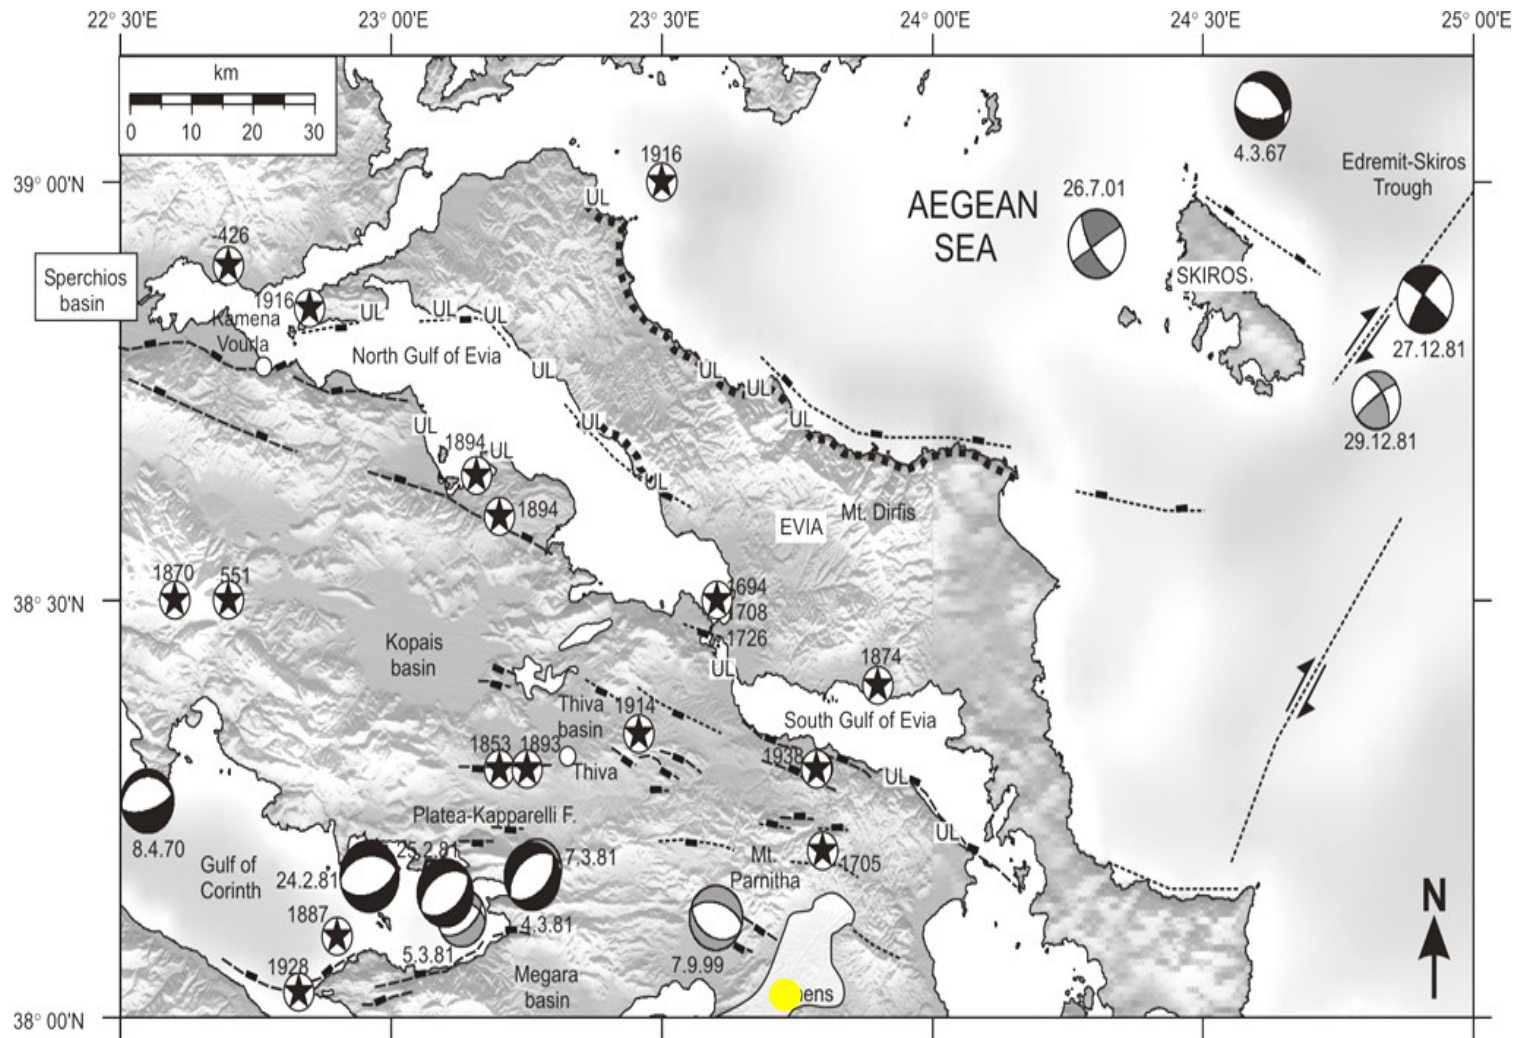 22° 30'E
23° 00'E
23° 30'E
24° 00'E
24° 30'E
25° 00'E
km
0 10 20 30
39° 00'N
38° 30'N
38° 00'N
1916
4.3.67
Edremit-Skiros
Trough
26.7.01
AEGEAN
SEA
UL
-426
Sperchios
basin
1916
UL
UL
UL
SKIROS
Kamena
Vourla
North Gulf of Evia
27.12.81
UL
UL
UL
UL
UL
UL
29.12.81
1894
UL
UL
1894
Mt. Dirfis
EVIA
1870
551
1694
1708
1726
Kopais
basin
UL
1874
Thiva
basin
1914
South Gulf of Evia
1853
1893
Thiva
1938
UL
Platea-Kapparelli F.
UL
8.4.70
Gulf of
Corinth
25.2.81
24.2.81
7.3.81
Mt.
Parnitha
1705
1887
4.3.81
5.3.81
7.9.99
N
1928
Megara
basin
ens